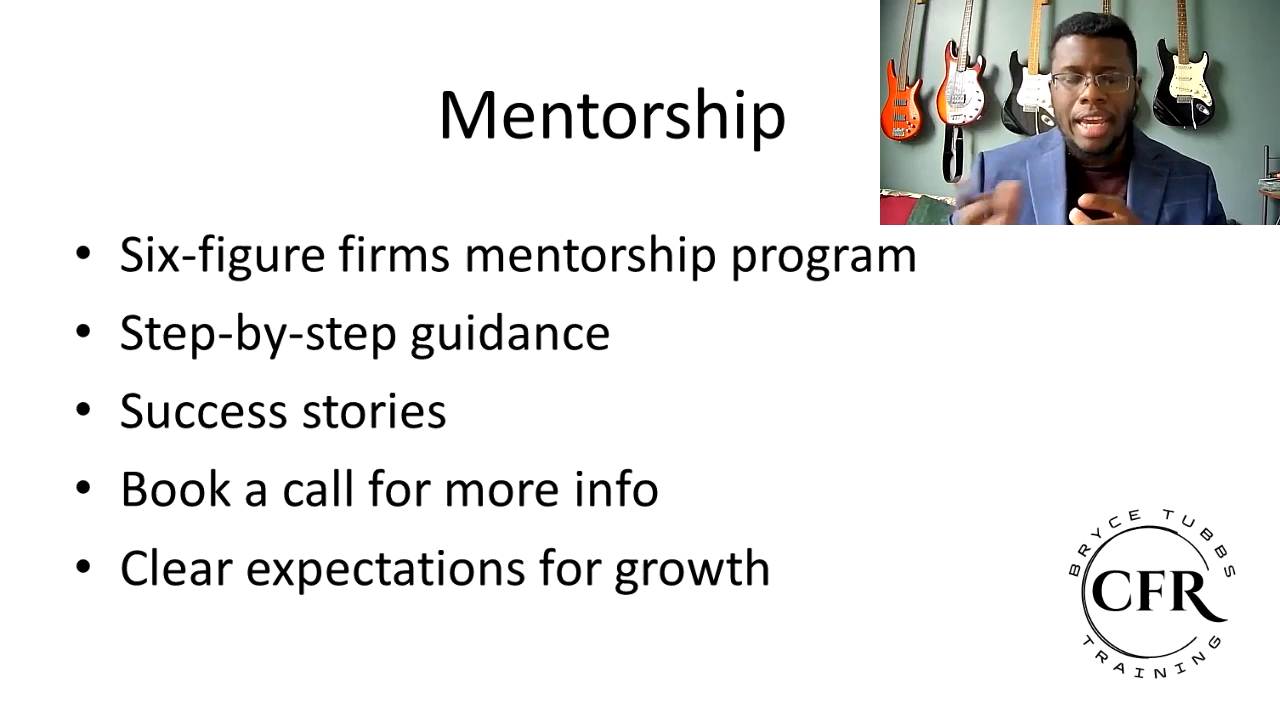 Mentorship
• Six-figure firms mentorship program
• Step-by-step guidance
• Success stories
• Book a call for more info
• Clear expectations for growth
BRYCE TUBBS
CFR
TRAINING